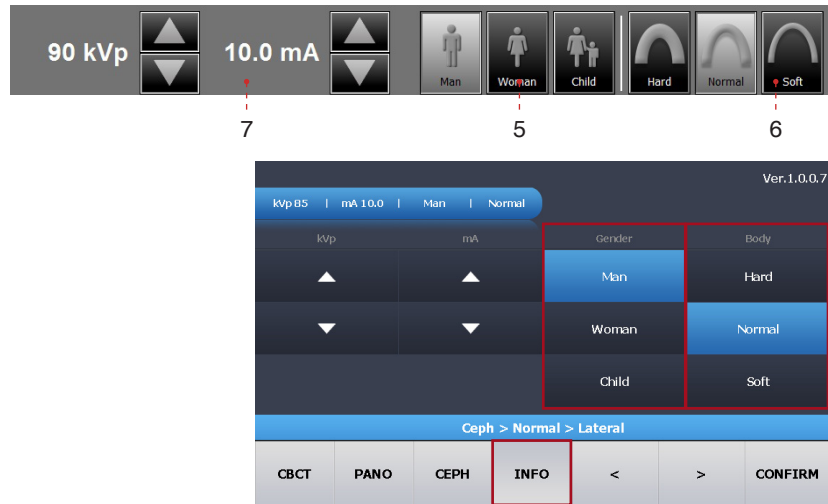 90 kVp 10.0 mA
Man Woman Child Hard Normal Soft
7 5 6
Ver.1.0.0.7
kVp 85 | mA 10.0 | Man | Normal
kVp mA Gender Body
Man Hard
Woman Normal
Child Soft
Ceph > Normal > Lateral
CBCT PANO CEPH INFO < > CONFIRM